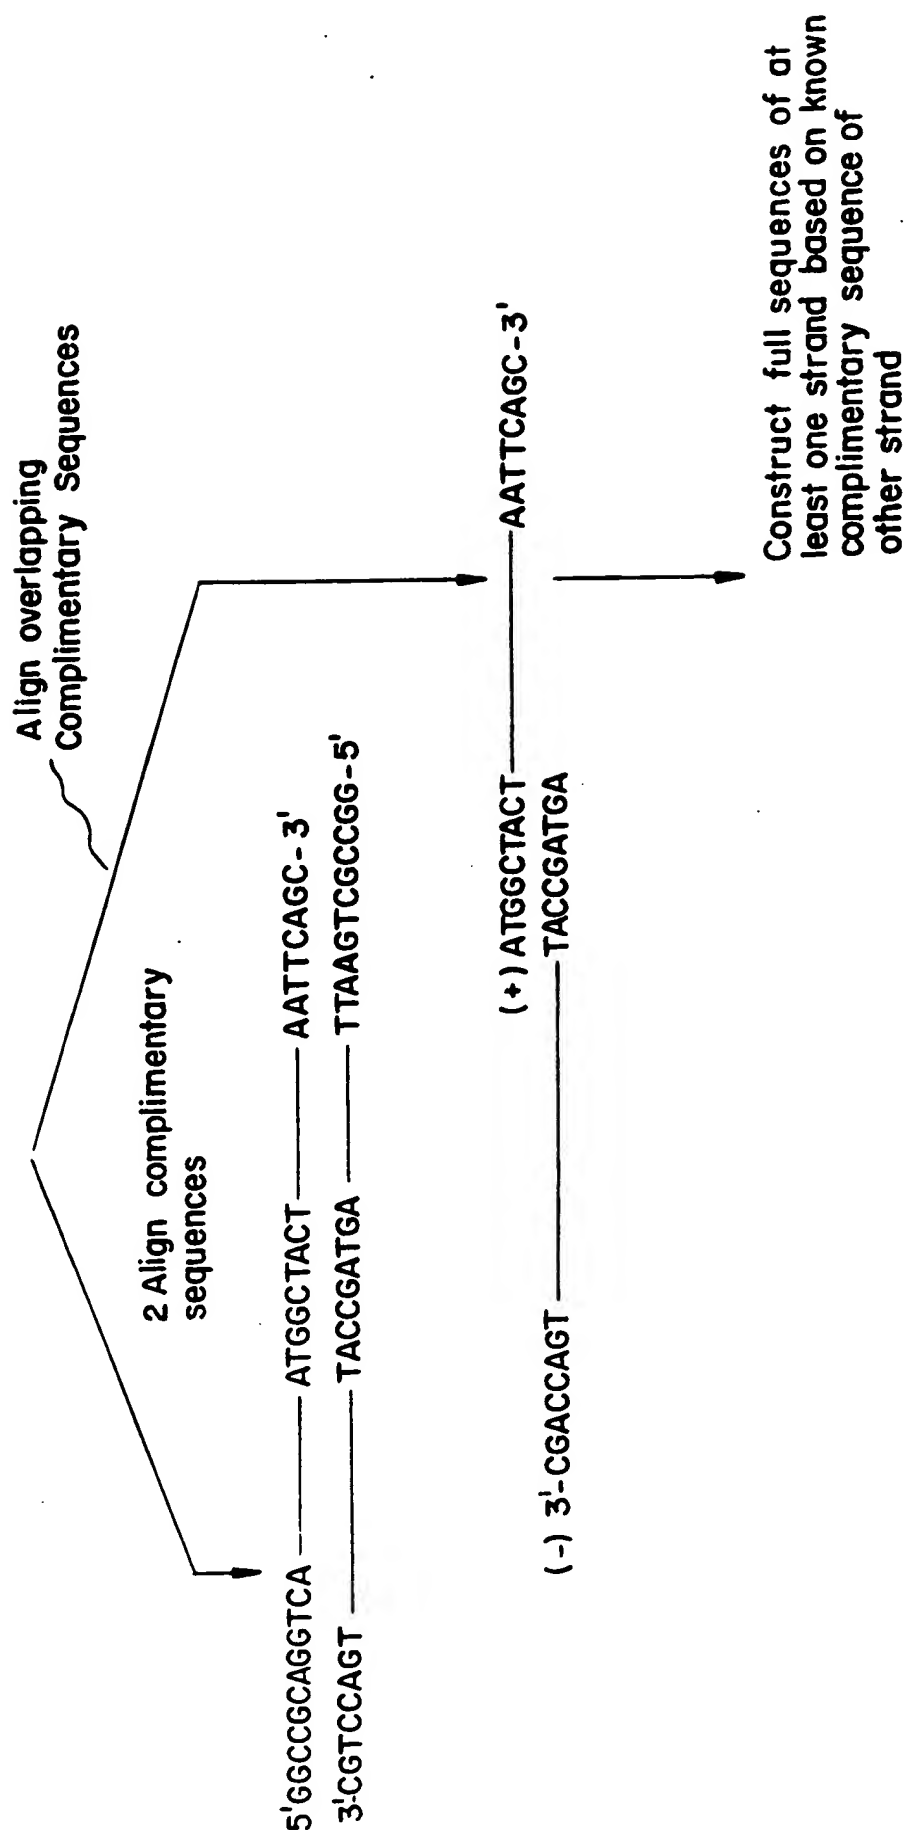 Align overlapping
Complimentary Sequences
2 Align complimentary
sequences
5'GGCCGCAGGTCA ATGGCTACT AATTCAGC-3'
3'-CGTCCAGT TACCGATGA TTAAGTCGCCGG-5'
(+) ATGGCTACT AATTCAGC-3'
(-) 3'-CGACCAGT TACCGATGA
Construct full sequences of at
least one strand based on known
complimentary sequence of
other strand